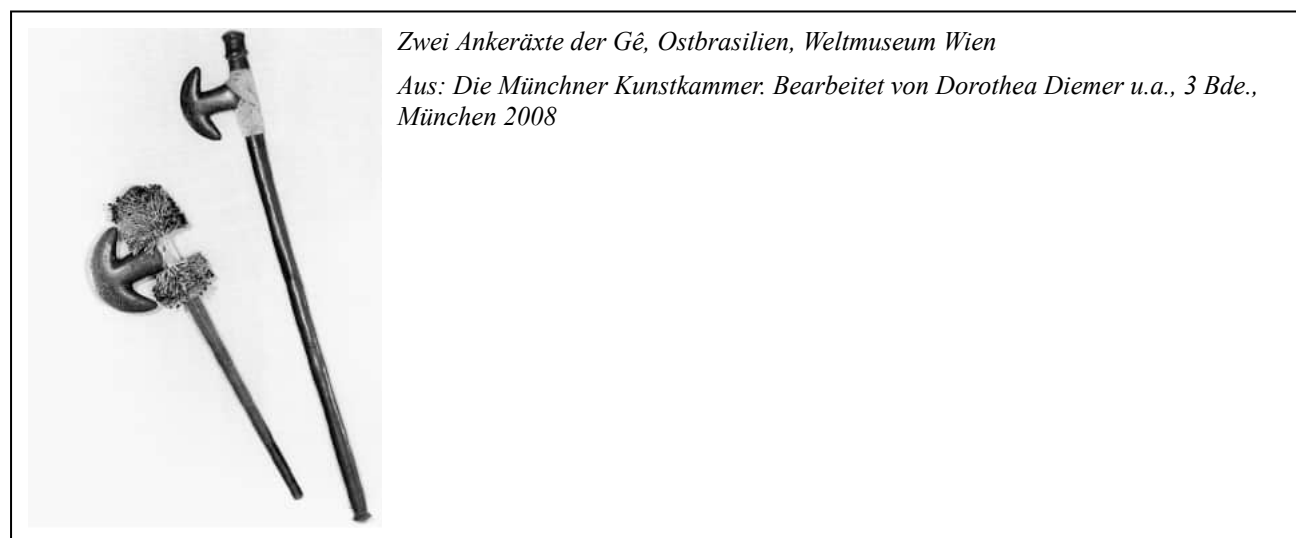 Zwei Ankeräxte der Gê, Ostbrasilien, Weltmuseum Wien
Aus: Die Münchner Kunstkammer. Bearbeitet von Dorothea Diemer u.a., 3 Bde.,
München 2008